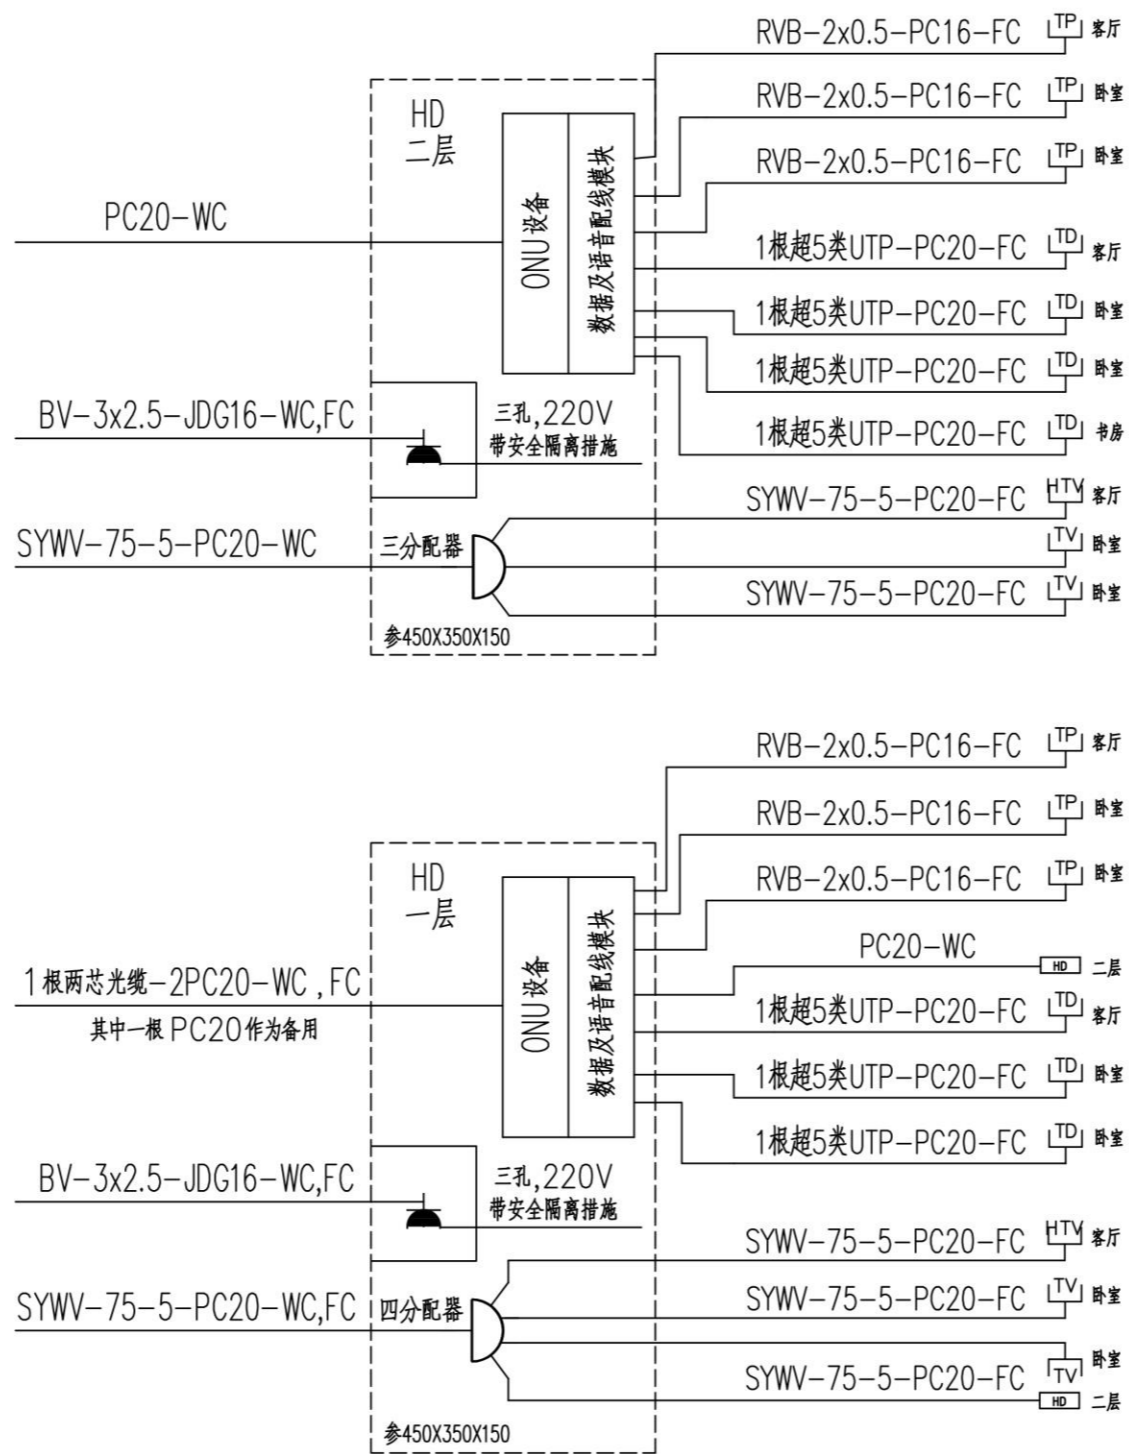 RVB-2x0.5-PC16-FC TP 客厅
RVB-2x0.5-PC16-FC TP 卧室
RVB-2x0.5-PC16-FC TP 卧室
HD
二层
ONU设备
数据及语音配线模块
PC20-WC
1根超5类UTP-PC20-FC TD 客厅
1根超5类UTP-PC20-FC TD 卧室
1根超5类UTP-PC20-FC TD 卧室
1根超5类UTP-PC20-FC TD 书房
BV-3x2.5-JDG16-WC,FC
三孔,220V
带安全隔离措施
SYWV-75-5-PC20-WC
三分配器
SYWV-75-5-PC20-FC HTV 客厅
TV 卧室
SYWV-75-5-PC20-FC TV 卧室
参450X350X150
RVB-2x0.5-PC16-FC TP 客厅
RVB-2x0.5-PC16-FC TP 卧室
RVB-2x0.5-PC16-FC TP 卧室
HD
一层
ONU设备
数据及语音配线模块
PC20-WC HD 二层
1根两芯光缆-2PC20-WC,FC
其中一根PC20作为备用
1根超5类UTP-PC20-FC TD 客厅
1根超5类UTP-PC20-FC TD 卧室
1根超5类UTP-PC20-FC TD 卧室
BV-3x2.5-JDG16-WC,FC
三孔,220V
带安全隔离措施
SYWV-75-5-PC20-WC,FC
四分配器
SYWV-75-5-PC20-FC HTV 客厅
SYWV-75-5-PC20-FC TV 卧室
TV 卧室
SYWV-75-5-PC20-FC HD 二层
参450X350X150